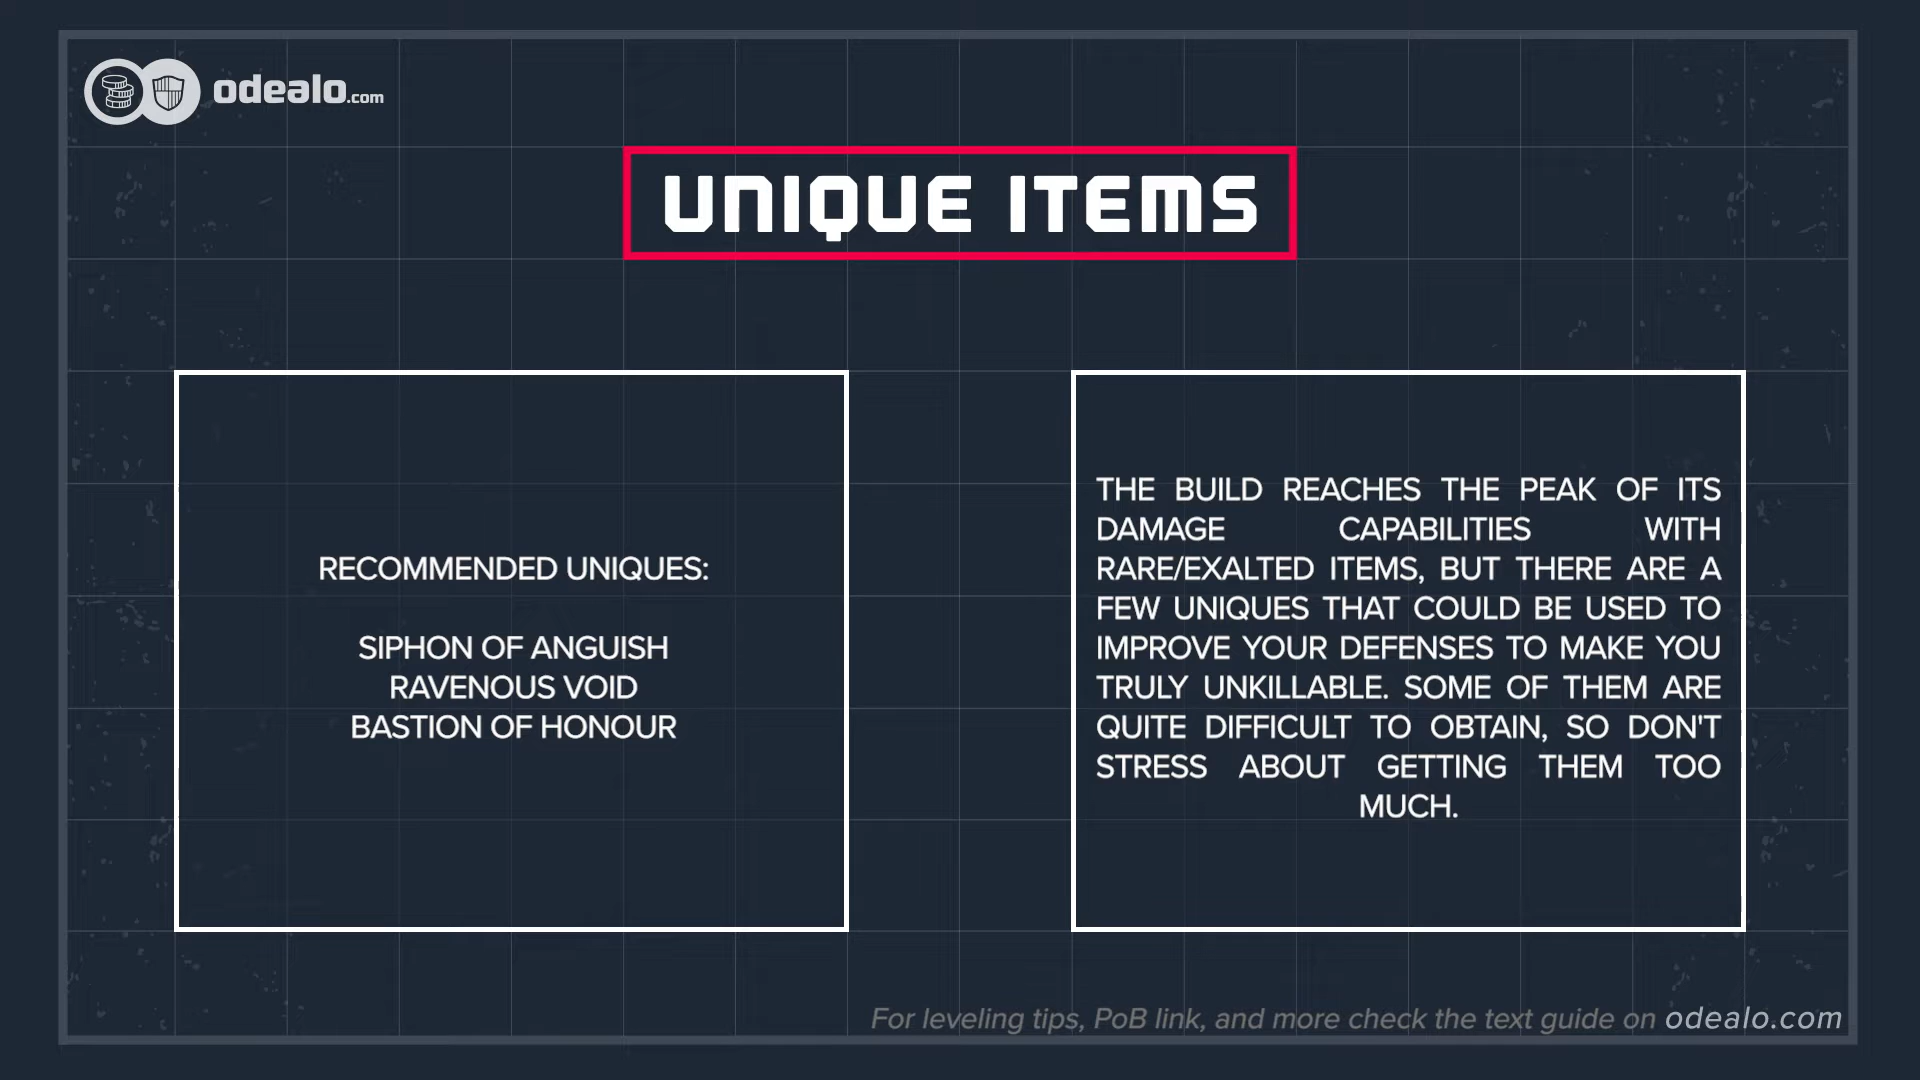 odealo.com
UNIQUE ITEMS
RECOMMENDED UNIQUES:
SIPHON OF ANGUISH
RAVENOUS VOID
BASTION OF HONOUR
THE BUILD REACHES THE PEAK OF ITS
DAMAGE CAPABILITIES WITH
RARE/EXALTED ITEMS, BUT THERE ARE A
FEW UNIQUES THAT COULD BE USED TO
IMPROVE YOUR DEFENSES TO MAKE YOU
TRULY UNKILLABLE. SOME OF THEM ARE
QUITE DIFFICULT TO OBTAIN, SO DON'T
STRESS ABOUT GETTING THEM TOO
MUCH.
For leveling tips, PoB link, and more check the text guide on odealo.com